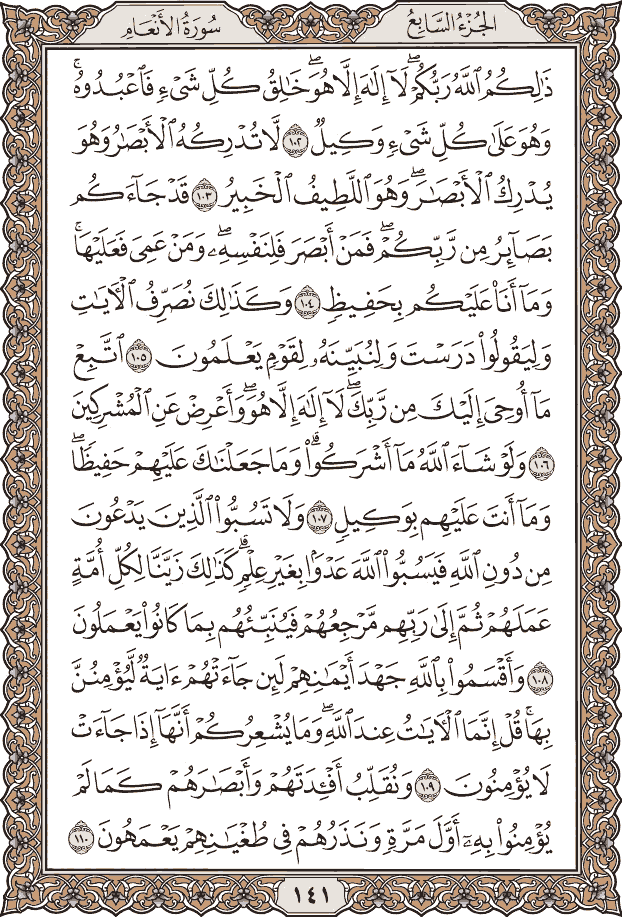 الجُزْءُ السَّابِعُ
سُورَةُ الأَنْعَام
ذَٰلِكُمُ ٱللَّهُ رَبُّكُمْۖ لَآ إِلَٰهَ إِلَّا هُوَۖ خَٰلِقُ كُلِّ شَىْءٍ فَٱعْبُدُوهُۚ
وَهُوَ عَلَىٰ كُلِّ شَىْءٍ وَكِيلٌ ١٠٢ لَّا تُدْرِكُهُ ٱلْأَبْصَٰرُ وَهُوَ
يُدْرِكُ ٱلْأَبْصَٰرَۖ وَهُوَ ٱللَّطِيفُ ٱلْخَبِيرُ ١٠٣ قَدْ جَآءَكُم
بَصَآئِرُ مِن رَّبِّكُمْۖ فَمَنْ أَبْصَرَ فَلِنَفْسِهِۦۖ وَمَنْ عَمِىَ فَعَلَيْهَاۚ
وَمَآ أَنَا۠ عَلَيْكُم بِحَفِيظٍ ١٠٤ وَكَذَٰلِكَ نُصَرِّفُ ٱلْءَايَٰتِ
وَلِيَقُولُوا۟ دَرَسْتَ وَلِنُبَيِّنَهُۥ لِقَوْمٍ يَعْلَمُونَ ١٠٥ ٱتَّبِعْ
مَآ أُوحِىَ إِلَيْكَ مِن رَّبِّكَۖ لَآ إِلَٰهَ إِلَّا هُوَۖ وَأَعْرِضْ عَنِ ٱلْمُشْرِكِينَ
١٠٦ وَلَوْ شَآءَ ٱللَّهُ مَآ أَشْرَكُوا۟ۗ وَمَا جَعَلْنَٰكَ عَلَيْهِمْ حَفِيظًاۖ
وَمَآ أَنتَ عَلَيْهِم بِوَكِيلٍ ١٠٧ وَلَا تَسُبُّوا۟ ٱلَّذِينَ يَدْعُونَ
مِن دُونِ ٱللَّهِ فَيَسُبُّوا۟ ٱللَّهَ عَدْوًۢا بِغَيْرِ عِلْمٍۗ كَذَٰلِكَ زَيَّنَّا لِكُلِّ أُمَّةٍ
عَمَلَهُمْ ثُمَّ إِلَىٰ رَبِّهِم مَّرْجِعُهُمْ فَيُنَبِّئُهُم بِمَا كَانُوا۟ يَعْمَلُونَ
١٠٨ وَأَقْسَمُوا۟ بِٱللَّهِ جَهْدَ أَيْمَٰنِهِمْ لَئِن جَآءَتْهُمْ ءَايَةٌ لَّيُؤْمِنُنَّ
بِهَاۚ قُلْ إِنَّمَا ٱلْءَايَٰتُ عِندَ ٱللَّهِۖ وَمَا يُشْعِرُكُمْ أَنَّهَآ إِذَا جَآءَتْ
لَا يُؤْمِنُونَ ١٠٩ وَنُقَلِّبُ أَفْـِٔدَتَهُمْ وَأَبْصَٰرَهُمْ كَمَا لَمْ
يُؤْمِنُوا۟ بِهِۦٓ أَوَّلَ مَرَّةٍ وَنَذَرُهُمْ فِى طُغْيَٰنِهِمْ يَعْمَهُونَ ١١٠
١٤١